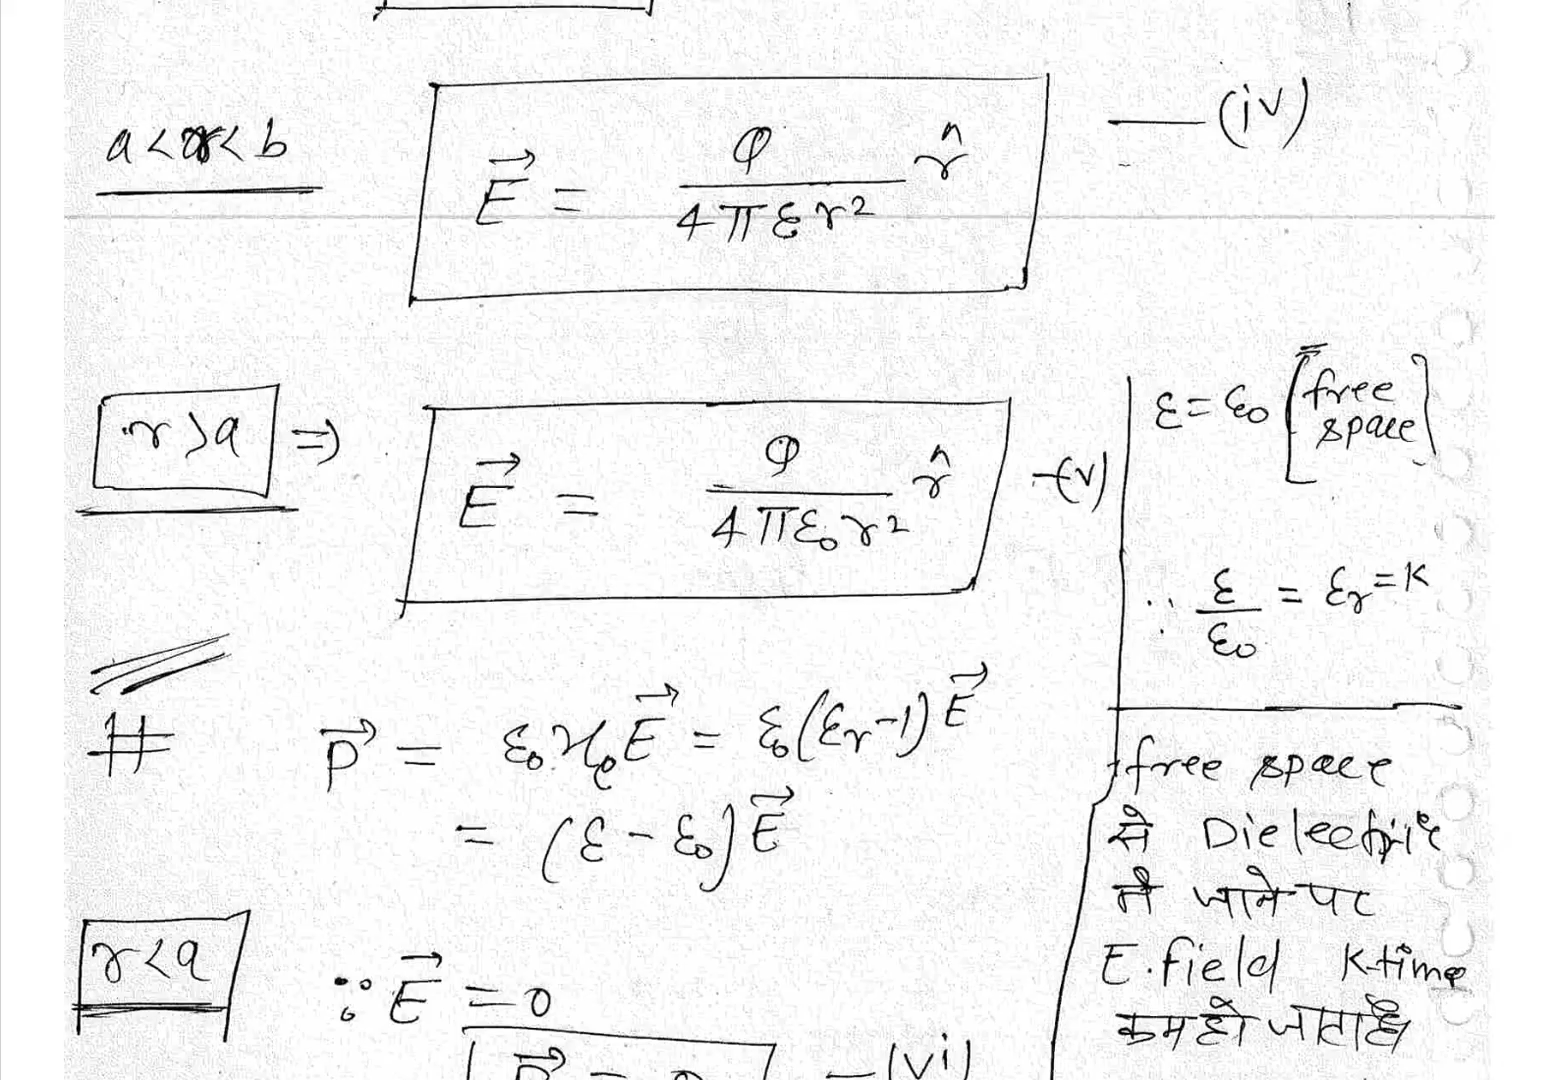 a < r < b
E⃗ = Q / 4πεr² r̂ — (iv)
r > a ⇒
E⃗ = Q / 4πε₀r² r̂ — (v)
ε = ε₀ [free
space]
∵ ε/ε₀ = εᵣ = K
# P⃗ = ε₀χₑE⃗ = ε₀(εᵣ-1)E⃗
= (ε - ε₀)E⃗
r < a
∵ E⃗ = 0
P⃗ = 0 — (vi)
free space
से Dielectric
में जाने पर
E.field K-time
कम हो जाता है